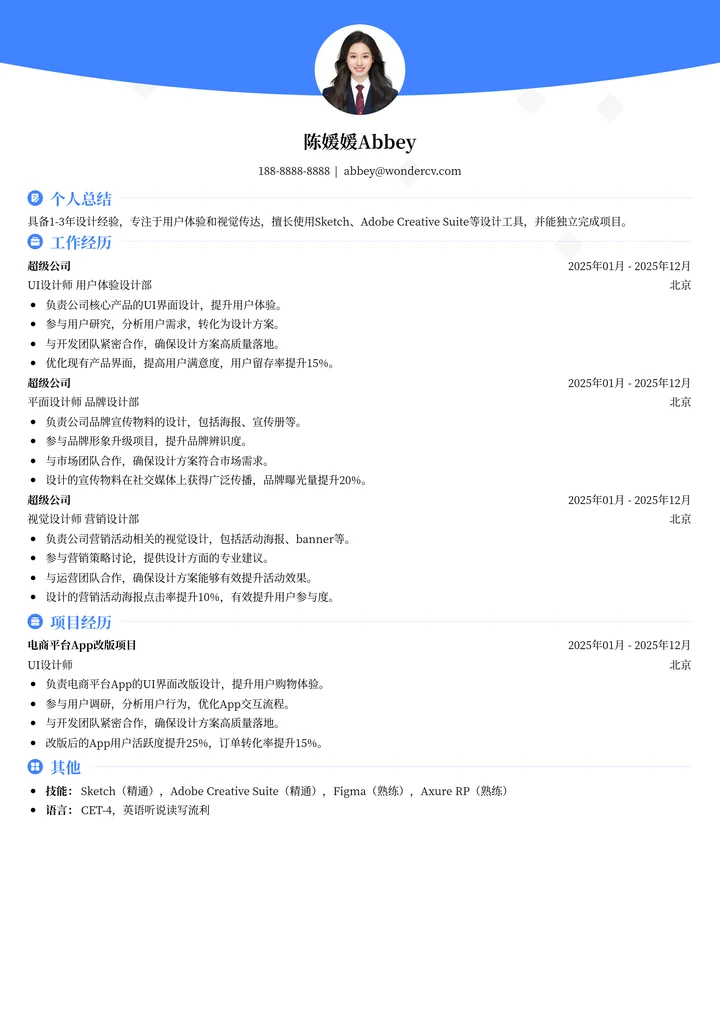 陈媛媛Abbey
188-8888-8888 | abbey@wondercv.com
个人总结
具备1-3年设计经验，专注于用户体验和视觉传达，擅长使用Sketch、Adobe Creative Suite等设计工具，并能独立完成项目。
工作经历
超级公司 2025年01月 - 2025年12月
UI设计师 用户体验设计部 北京
• 负责公司核心产品的UI界面设计，提升用户体验。
• 参与用户研究，分析用户需求，转化为设计方案。
• 与开发团队紧密合作，确保设计方案高质量落地。
• 优化现有产品界面，提高用户满意度，用户留存率提升15%。
超级公司 2025年01月 - 2025年12月
平面设计师 品牌设计部 北京
• 负责公司品牌宣传物料的设计，包括海报、宣传册等。
• 参与品牌形象升级项目，提升品牌辨识度。
• 与市场团队合作，确保设计方案符合市场需求。
• 设计的宣传物料在社交媒体上获得广泛传播，品牌曝光量提升20%。
超级公司 2025年01月 - 2025年12月
视觉设计师 营销设计部 北京
• 负责公司营销活动相关的视觉设计，包括活动海报、banner等。
• 参与营销策略讨论，提供设计方面的专业建议。
• 与运营团队合作，确保设计方案能够有效提升活动效果。
• 设计的营销活动海报点击率提升10%，有效提升用户参与度。
项目经历
电商平台App改版项目 2025年01月 - 2025年12月
UI设计师 北京
• 负责电商平台App的UI界面改版设计，提升用户购物体验。
• 参与用户调研，分析用户行为，优化App交互流程。
• 与开发团队紧密合作，确保设计方案高质量落地。
• 改版后的App用户活跃度提升25%，订单转化率提升15%。
其他
• 技能： Sketch（精通），Adobe Creative Suite（精通），Figma（熟练），Axure RP（熟练）
• 语言： CET-4，英语听说读写流利